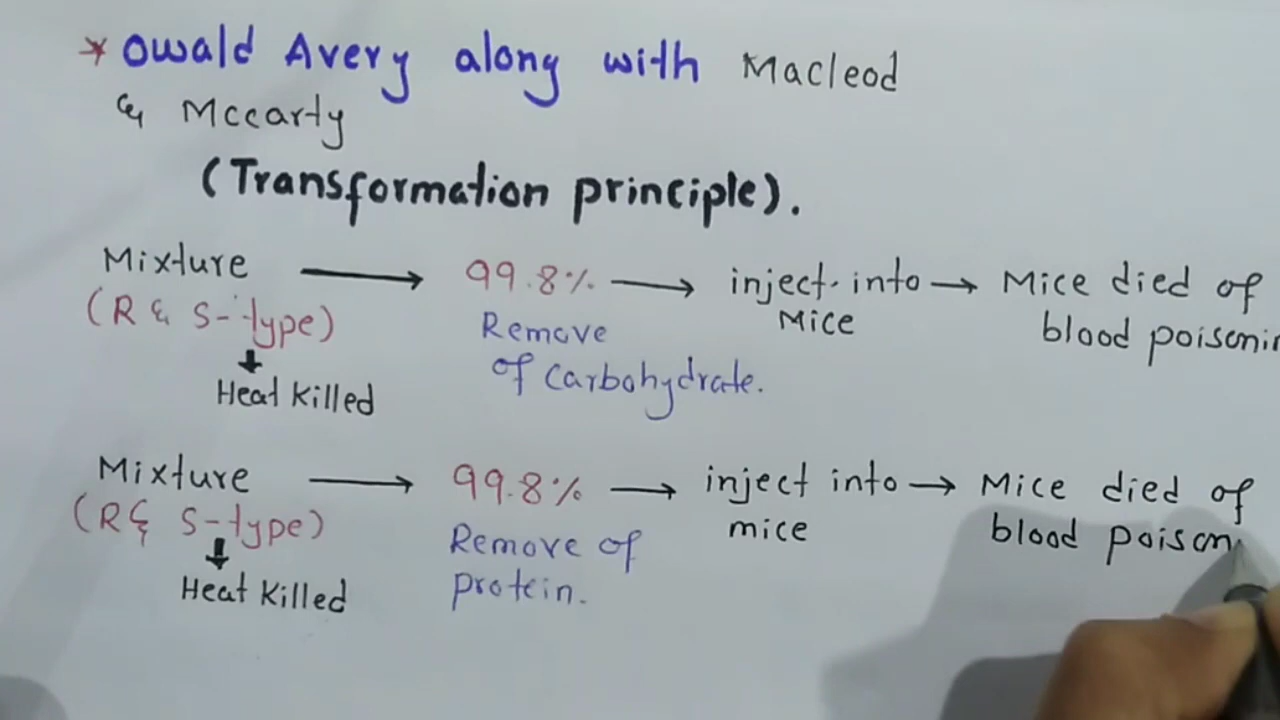 * Owald Avery along with Macleod
& Mccarty
(Transformation principle).
Mixture → 99.8% → inject into → Mice died of
(R & S-type) Remove Mice blood poisonin
↓ of Carbohydrate.
Heat Killed
Mixture → 99.8% → inject into → Mice died of
(R & S-type) Remove of mice blood poison
↓ protein.
Heat Killed